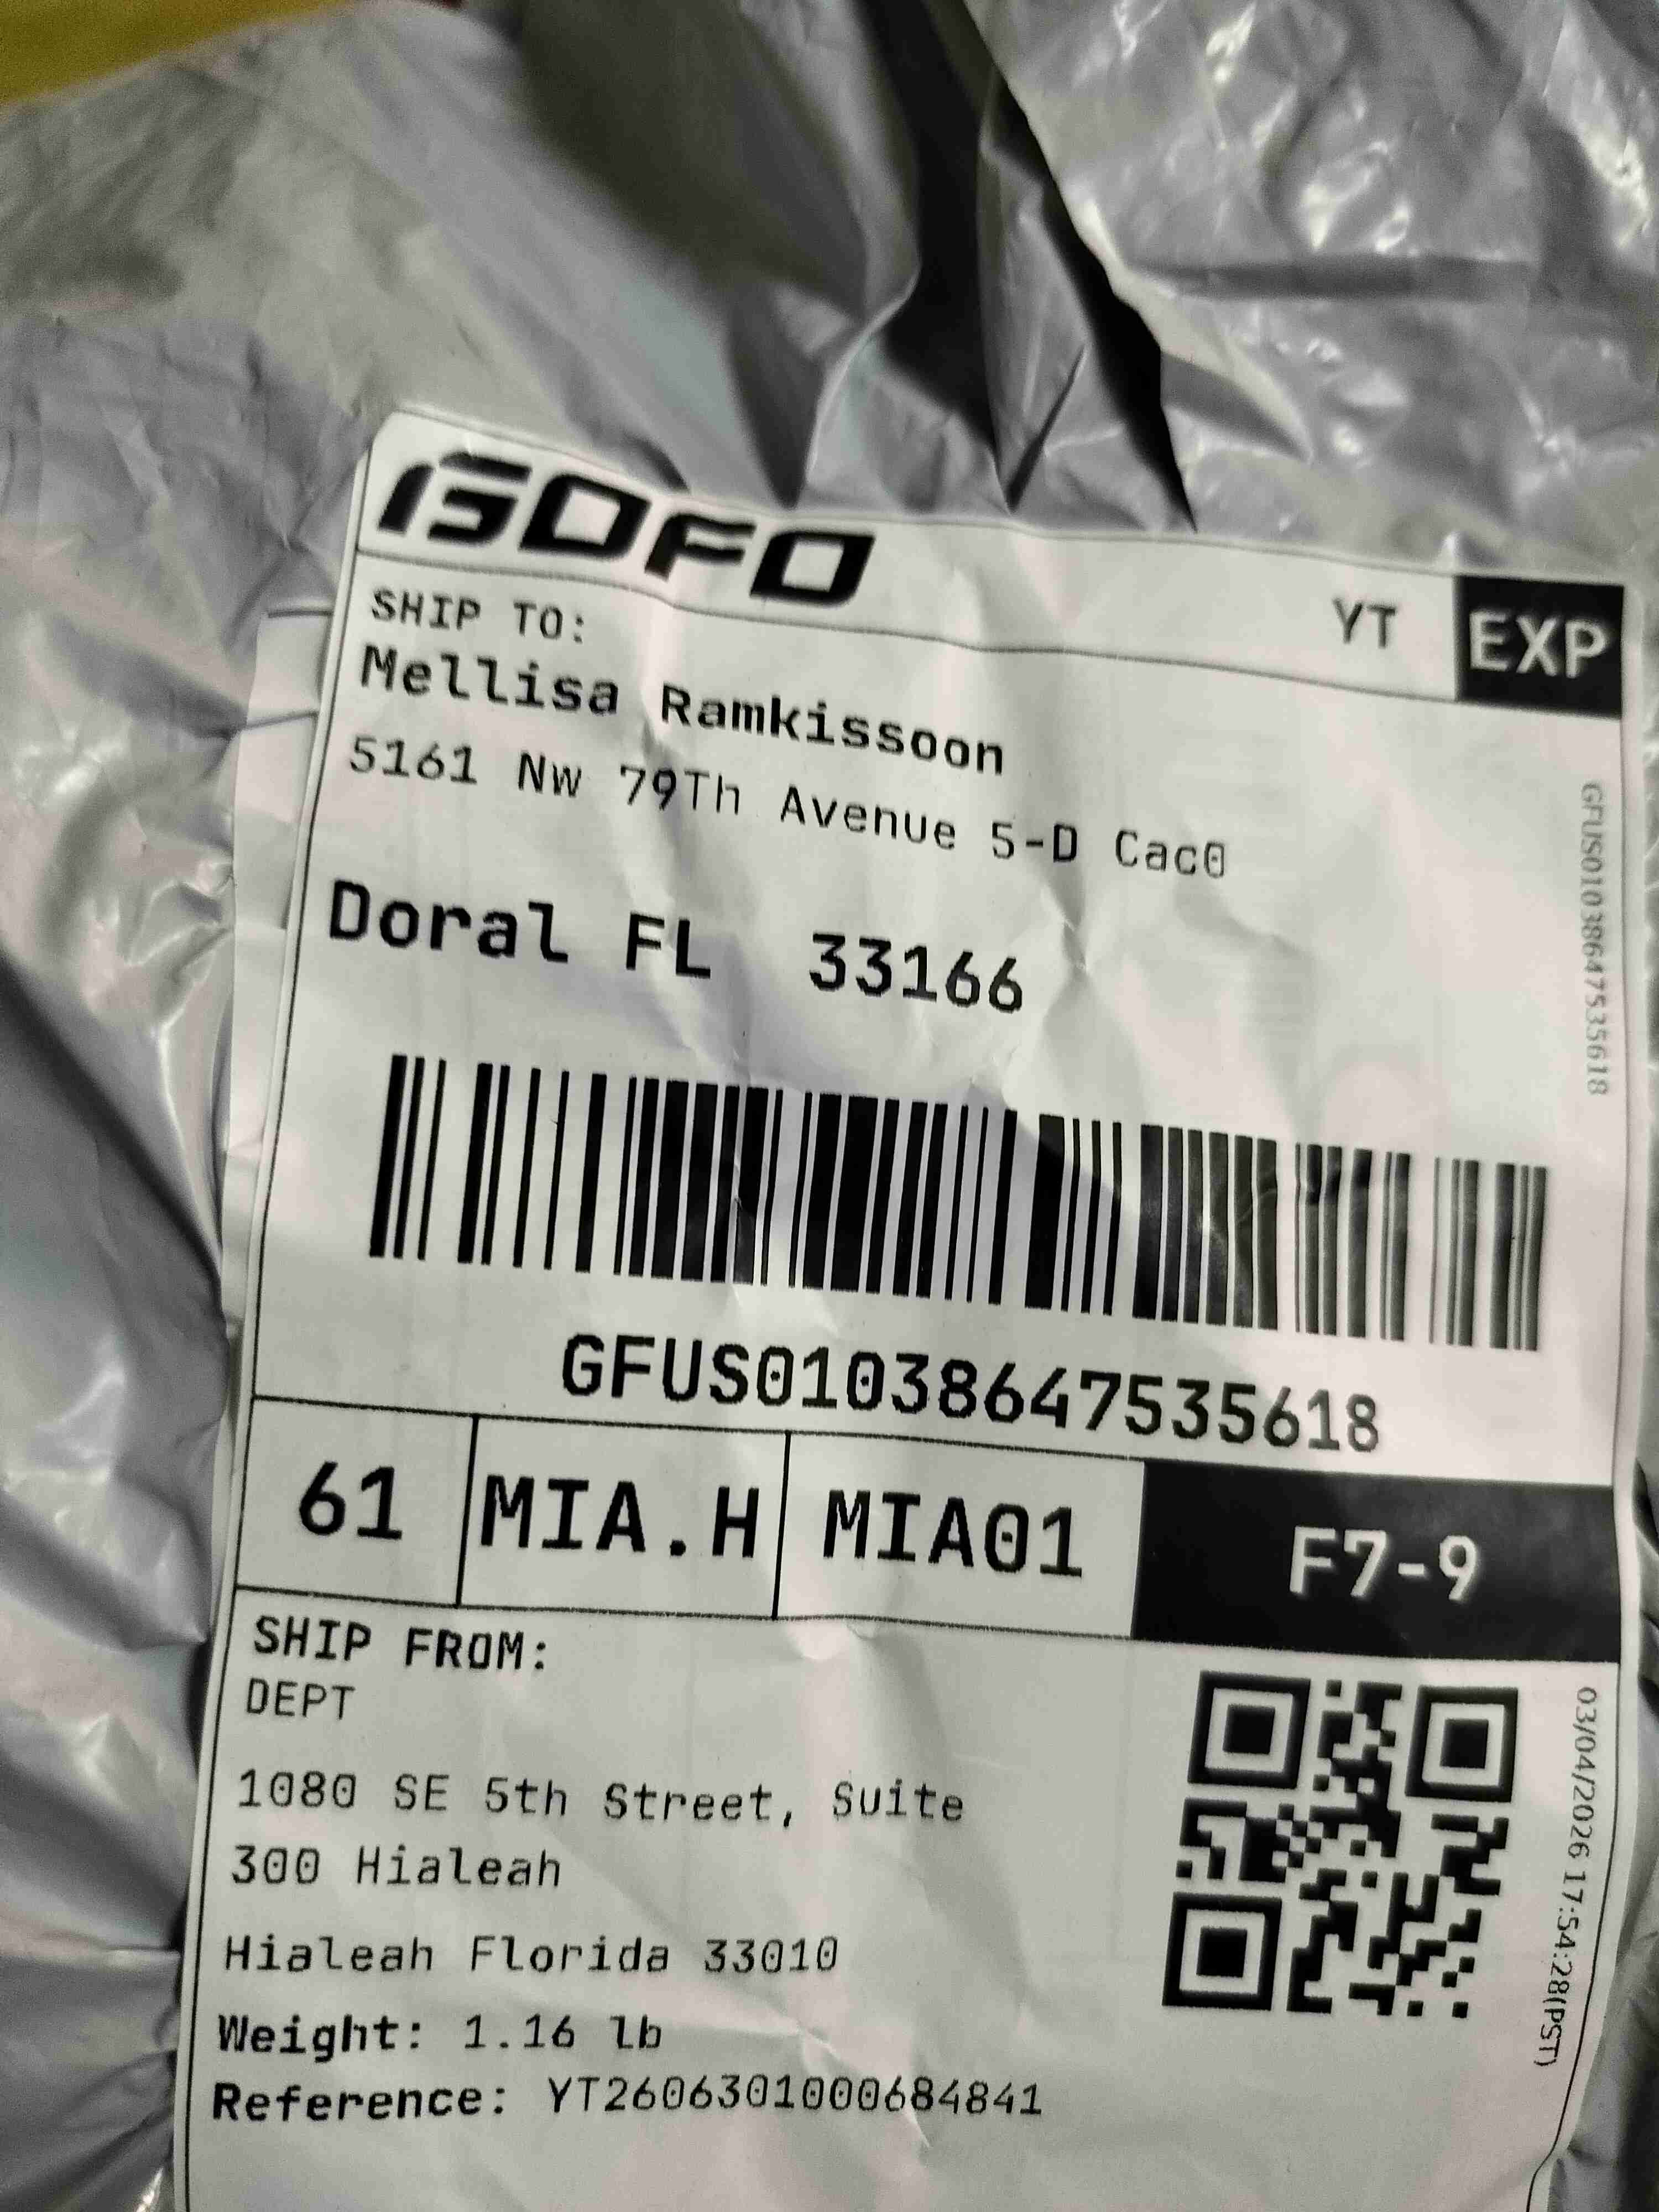 GOFO
YT
EXP
SHIP TO:
Mellisa Ramkissoon
5161 Nw 79Th Avenue 5-D Cac0
Doral FL 33166
GFUS01038647535618
GFUS01038647535618
61
MIA.H
MIA01
F7-9
SHIP FROM:
DEPT
1080 SE 5th Street, Suite
300 Hialeah
Hialeah Florida 33010
Weight: 1.16 lb
Reference: YT2606301000684841
03/04/2026 17:54:28(PST)